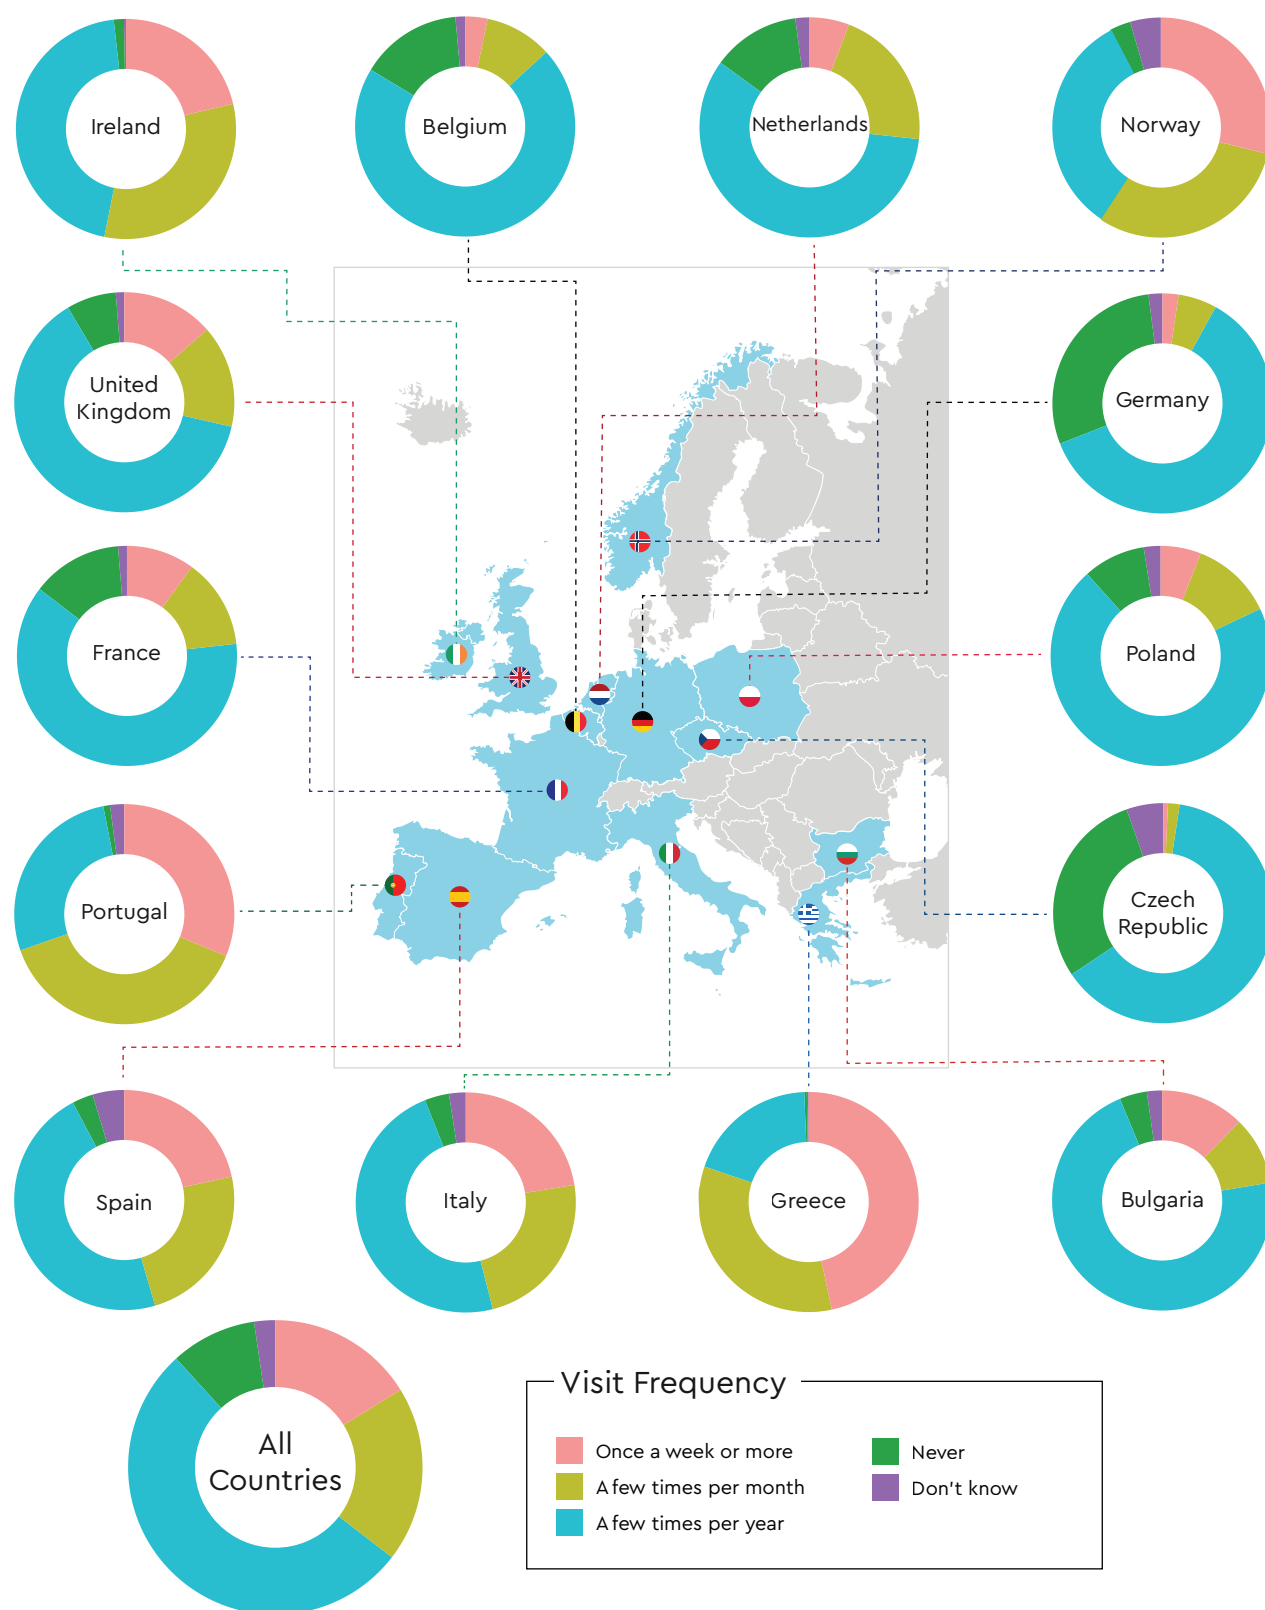 Ireland
Belgium
Netherlands
Norway
United
Kingdom
Germany
France
Poland
Portugal
Czech
Republic
Spain
Italy
Greece
Bulgaria
All
Countries
Visit Frequency
Once a week or more
A few times per month
A few times per year
Never
Don't know